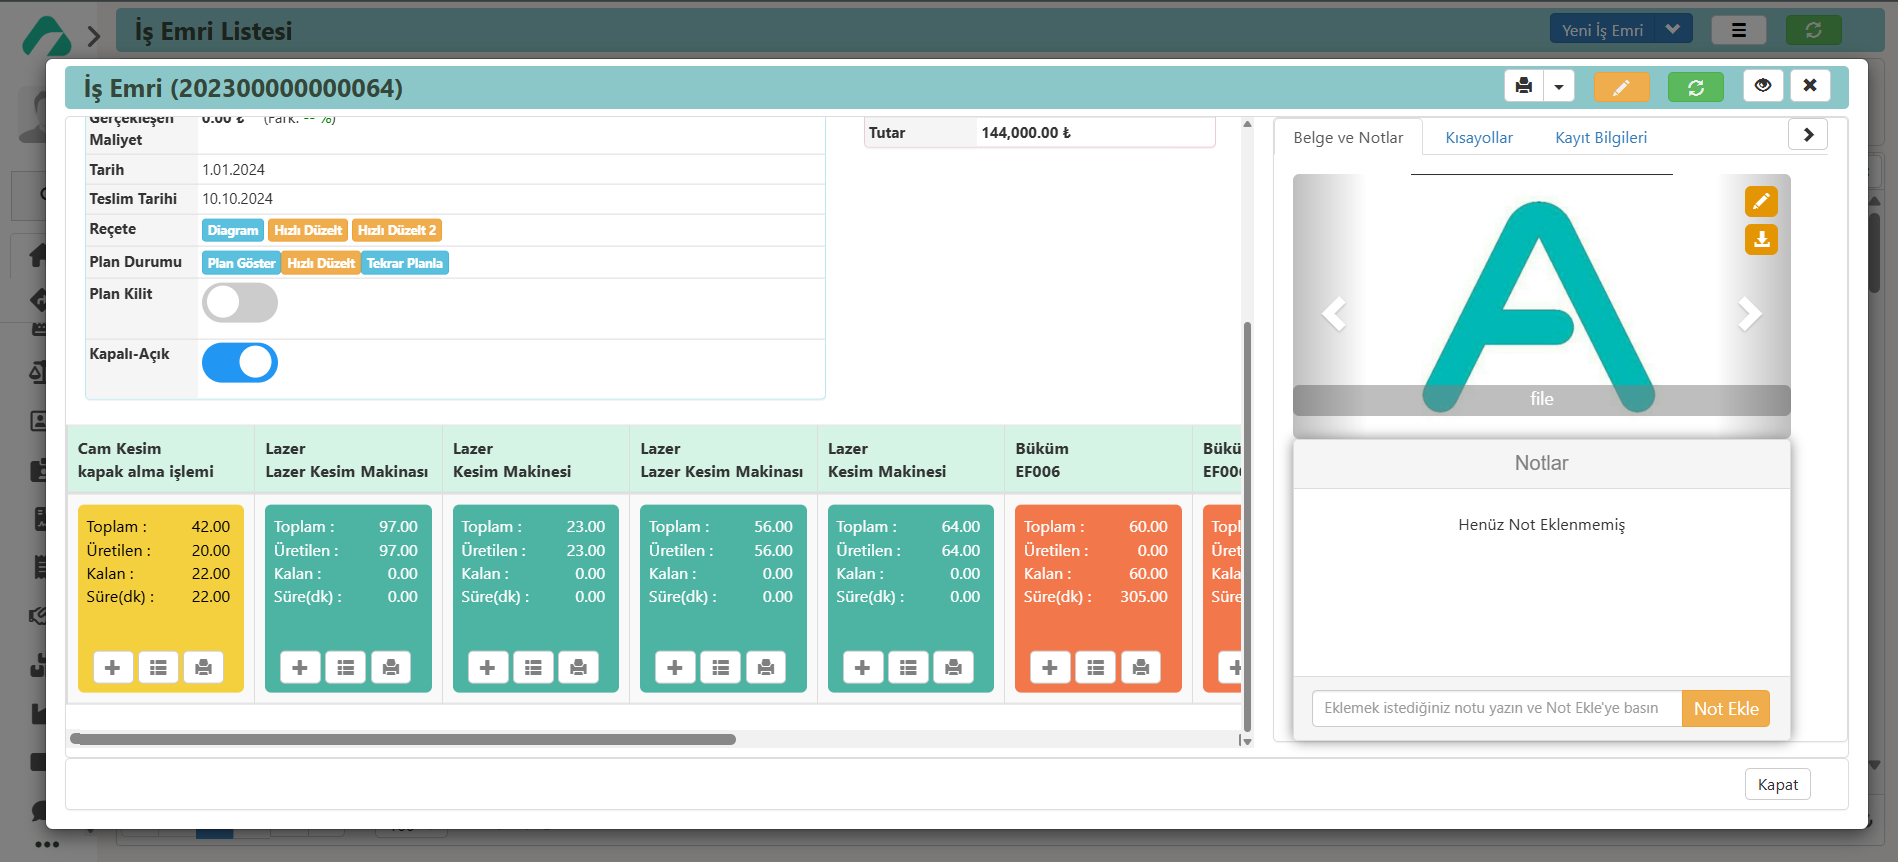 İş Emri Listesi
Yeni İş Emri
İş Emri (202300000000064)
Gerçekleşen Maliyet
0.00 ₺ (Fark: -- %)
Tarih 1.01.2024
Teslim Tarihi 10.10.2024
Reçete Diagram Hızlı Düzelt Hızlı Düzelt 2
Plan Durumu Plan Göster Hızlı Düzelt Tekrar Planla
Plan Kilit
Kapalı-Açık
Tutar 144,000.00 ₺
Cam Kesim
kapak alma işlemi
Toplam : 42.00
Üretilen : 20.00
Kalan : 22.00
Süre(dk) : 22.00
Lazer
Lazer Kesim Makinası
Toplam : 97.00
Üretilen : 97.00
Kalan : 0.00
Süre(dk) : 0.00
Lazer
Kesim Makinesi
Toplam : 23.00
Üretilen : 23.00
Kalan : 0.00
Süre(dk) : 0.00
Lazer
Lazer Kesim Makinası
Toplam : 56.00
Üretilen : 56.00
Kalan : 0.00
Süre(dk) : 0.00
Lazer
Kesim Makinesi
Toplam : 64.00
Üretilen : 64.00
Kalan : 0.00
Süre(dk) : 0.00
Büküm
EF006
Toplam : 60.00
Üretilen : 0.00
Kalan : 60.00
Süre(dk) : 305.00
Belge ve Notlar Kısayollar Kayıt Bilgileri
file
Notlar
Henüz Not Eklenmemiş
Eklemek istediğiniz notu yazın ve Not Ekle'ye basın
Not Ekle
Kapat